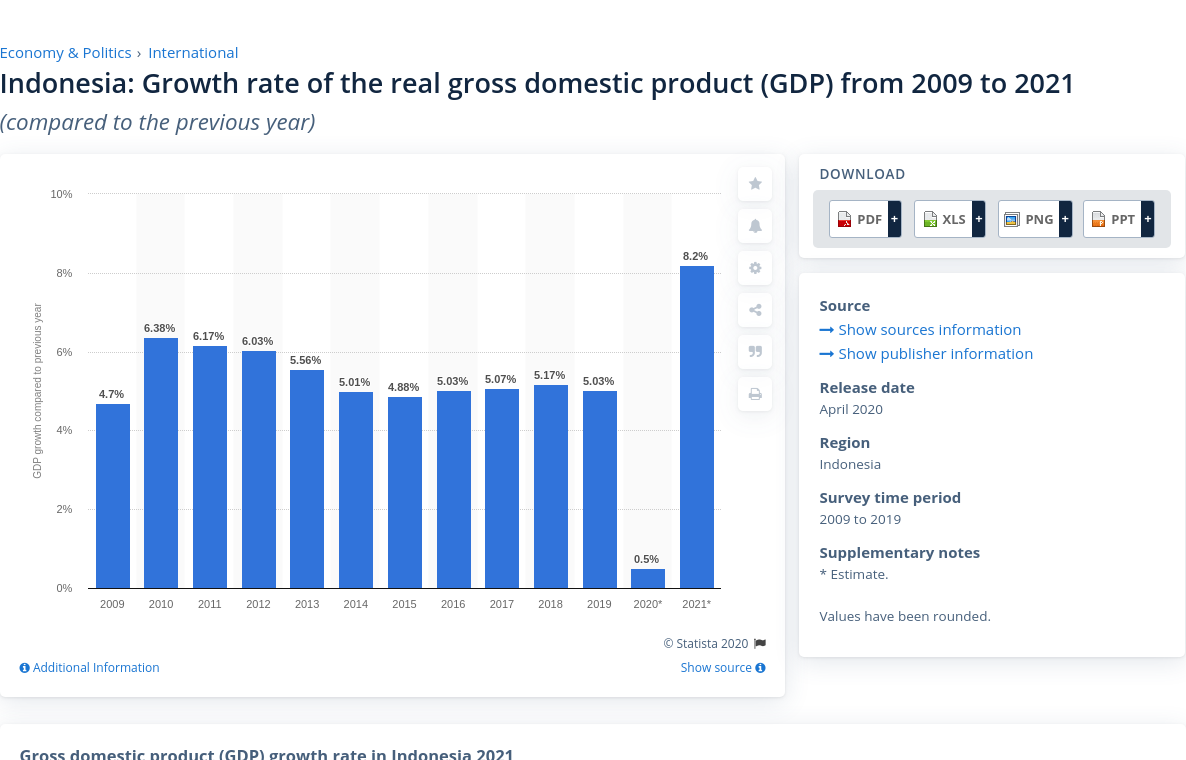 Economy & Politics › International
Indonesia: Growth rate of the real gross domestic product (GDP) from 2009 to 2021
(compared to the previous year)
GDP growth compared to previous year
10%
8%
6%
4%
2%
0%
4.7%
6.38%
6.17%
6.03%
5.56%
5.01%
4.88%
5.03%
5.07%
5.17%
5.03%
0.5%
8.2%
2009 2010 2011 2012 2013 2014 2015 2016 2017 2018 2019 2020* 2021*
© Statista 2020
Additional Information
Show source
DOWNLOAD
PDF + XLS + PNG + PPT +
Source
Show sources information
Show publisher information
Release date
April 2020
Region
Indonesia
Survey time period
2009 to 2019
Supplementary notes
* Estimate.
Values have been rounded.
Gross domestic product (GDP) growth rate in Indonesia 2021